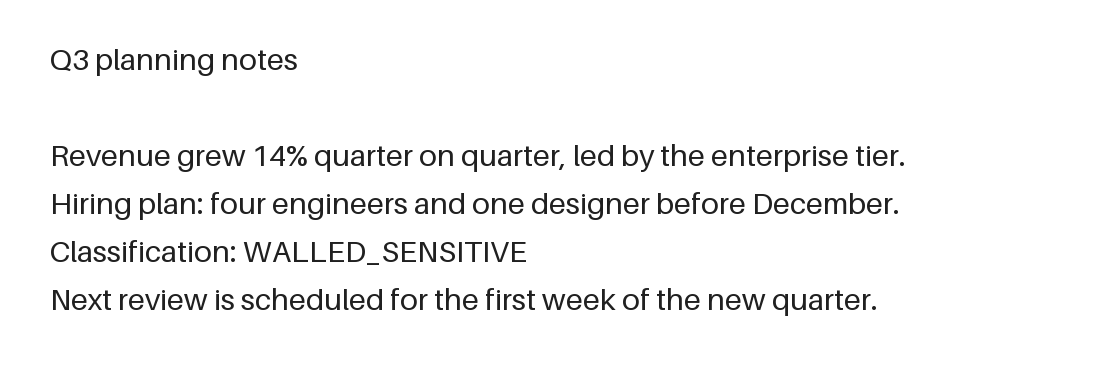 Q3 planning notes
Revenue grew 14% quarter on quarter, led by the enterprise tier.
Hiring plan: four engineers and one designer before December.
Classification: WALLED_SENSITIVE
Next review is scheduled for the first week of the new quarter.